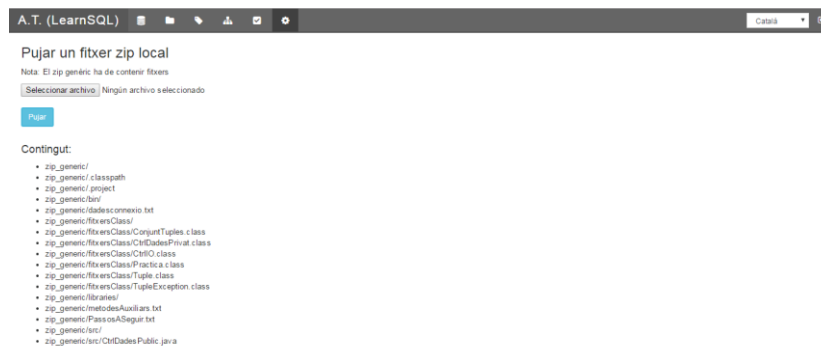 A.T. (LearnSQL)
Català
Pujar un fitxer zip local
Nota: El zip genèric ha de contenir fitxers
Seleccionar archivo Ningún archivo seleccionado
Pujar
Contingut:
• zip_generic/
• zip_generic/.classpath
• zip_generic/.project
• zip_generic/bin/
• zip_generic/dadesconnexio.txt
• zip_generic/fitxersClass/
• zip_generic/fitxersClass/ConjuntTuples.class
• zip_generic/fitxersClass/CtrlDadesPrivat.class
• zip_generic/fitxersClass/CtrlIO.class
• zip_generic/fitxersClass/Practica.class
• zip_generic/fitxersClass/Tuple.class
• zip_generic/fitxersClass/TupleException.class
• zip_generic/libraries/
• zip_generic/metodesAuxiliars.txt
• zip_generic/PassosASeguir.txt
• zip_generic/src/
• zip_generic/src/CtrlDadesPublic.java